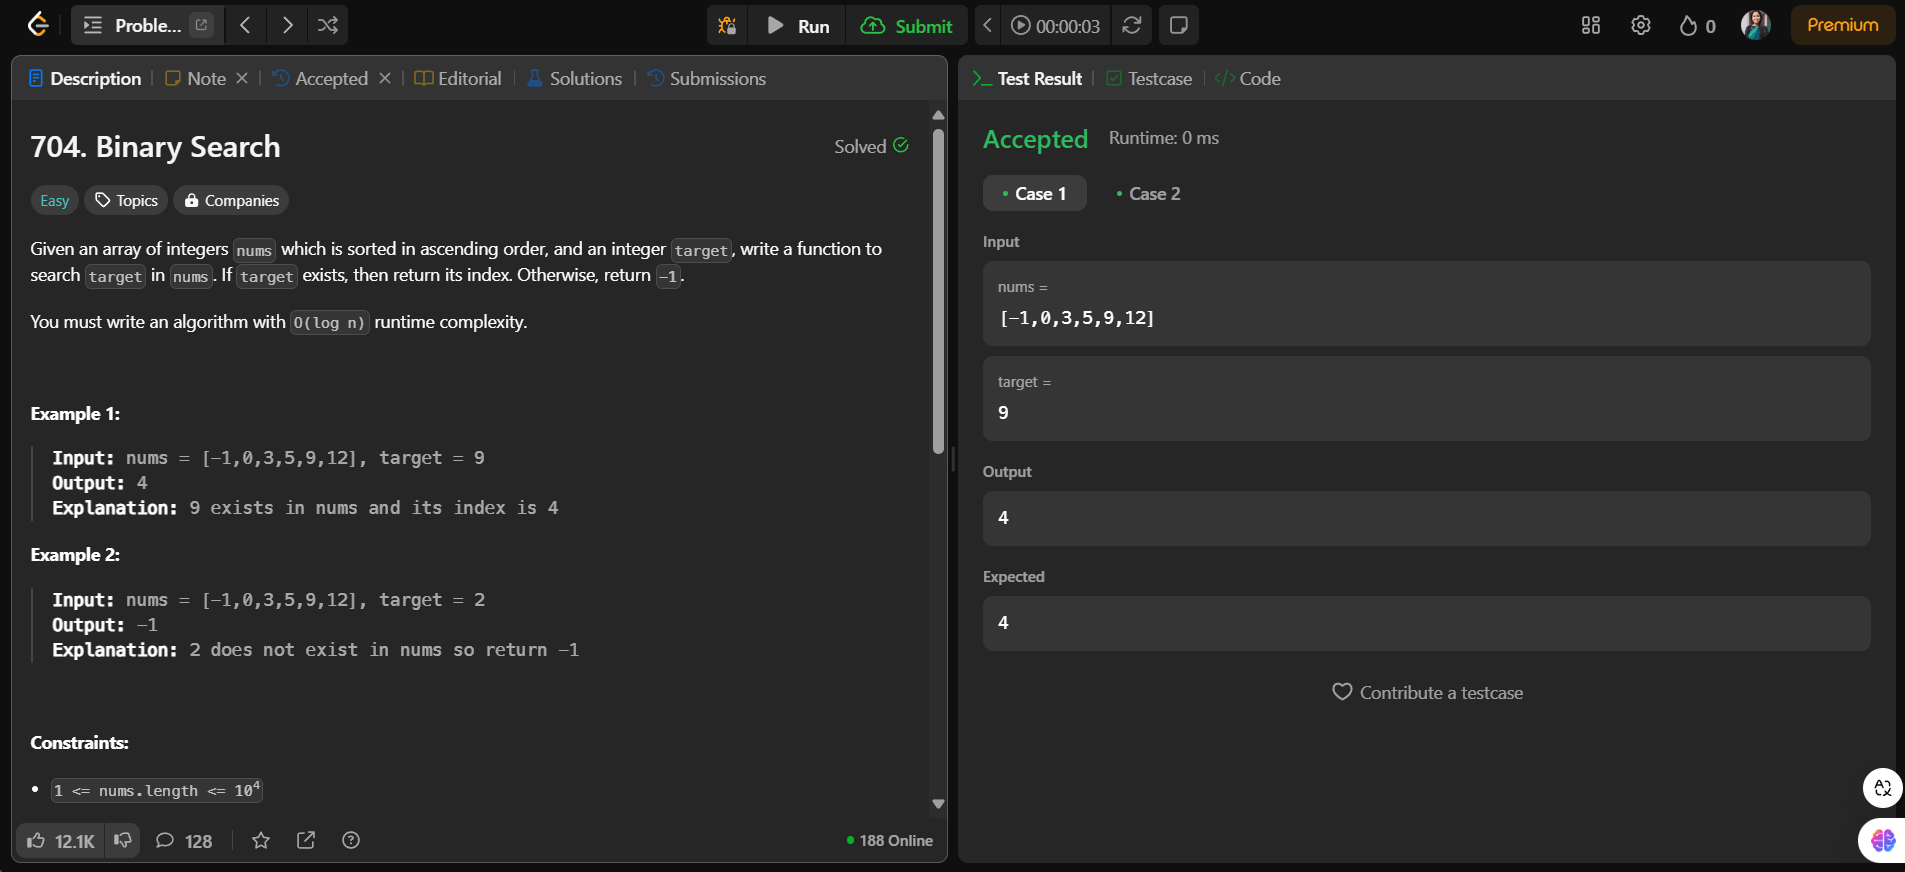 Proble...
Run
Submit
00:00:03
0
Premium
Description
Note
Accepted
Editorial
Solutions
Submissions
704. Binary Search
Solved
Easy
Topics
Companies
Given an array of integers nums which is sorted in ascending order, and an integer target, write a function to
search target in nums. If target exists, then return its index. Otherwise, return -1.
You must write an algorithm with O(log n) runtime complexity.
Example 1:
Input: nums = [-1,0,3,5,9,12], target = 9
Output: 4
Explanation: 9 exists in nums and its index is 4
Example 2:
Input: nums = [-1,0,3,5,9,12], target = 2
Output: -1
Explanation: 2 does not exist in nums so return -1
Constraints:
• 1 <= nums.length <= 10⁴
12.1K
128
188 Online
Test Result
Testcase
</> Code
Accepted
Runtime: 0 ms
• Case 1
• Case 2
Input
nums =
[-1,0,3,5,9,12]
target =
9
Output
4
Expected
4
Contribute a testcase